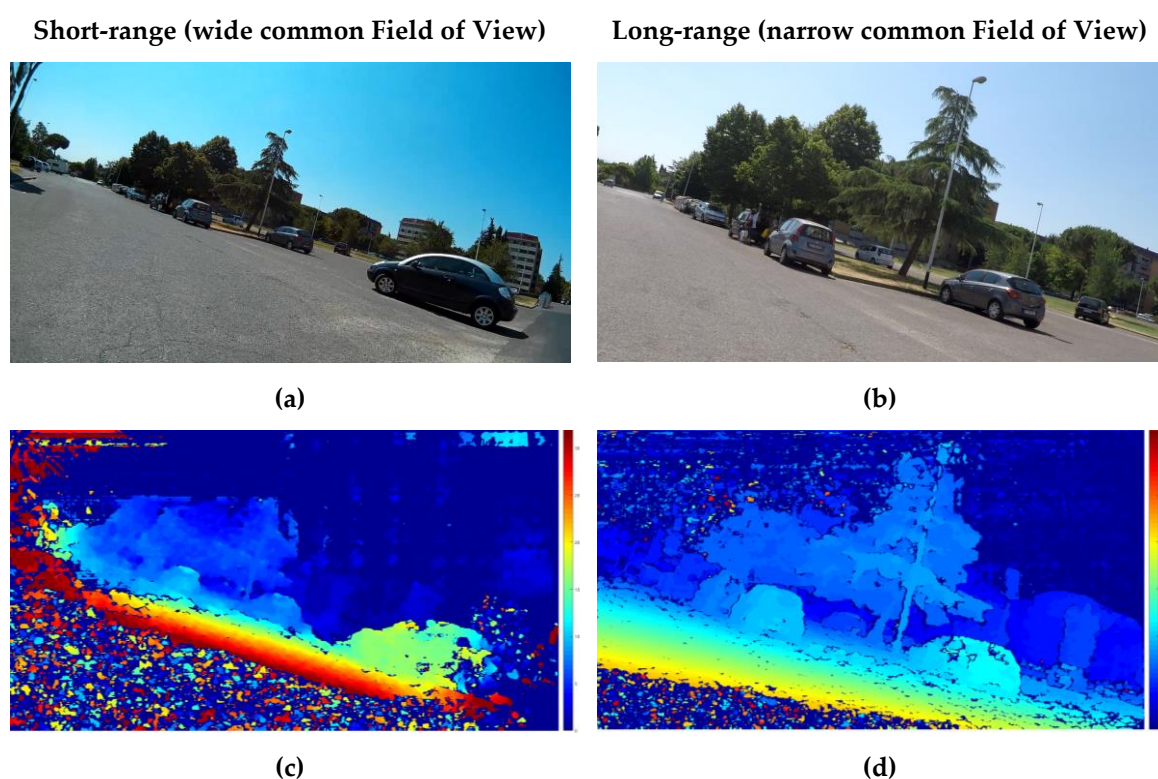 Short-range (wide common Field of View)
Long-range (narrow common Field of View)
(a)
(b)
(c)
(d)